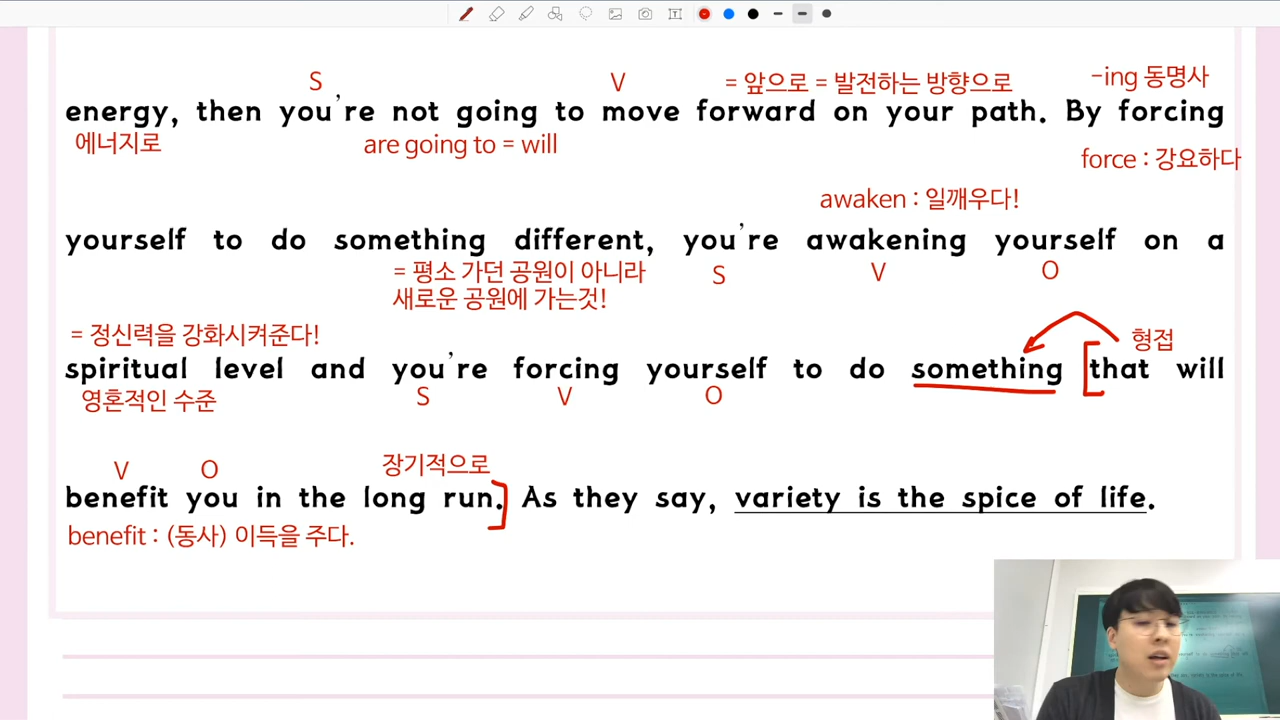 S V = 앞으로 = 발전하는 방향으로 -ing 동명사
energy, then you're not going to move forward on your path. By forcing
에너지로 are going to = will force : 강요하다
awaken : 일깨우다!
yourself to do something different, you're awakening yourself on a
= 평소 가던 공원이 아니라 S V O
새로운 공원에 가는것!
= 정신력을 강화시켜준다! 형접
spiritual level and you're forcing yourself to do something [that will
영혼적인 수준 S V O
V O 장기적으로
benefit you in the long run.] As they say, variety is the spice of life.
benefit : (동사) 이득을 주다.